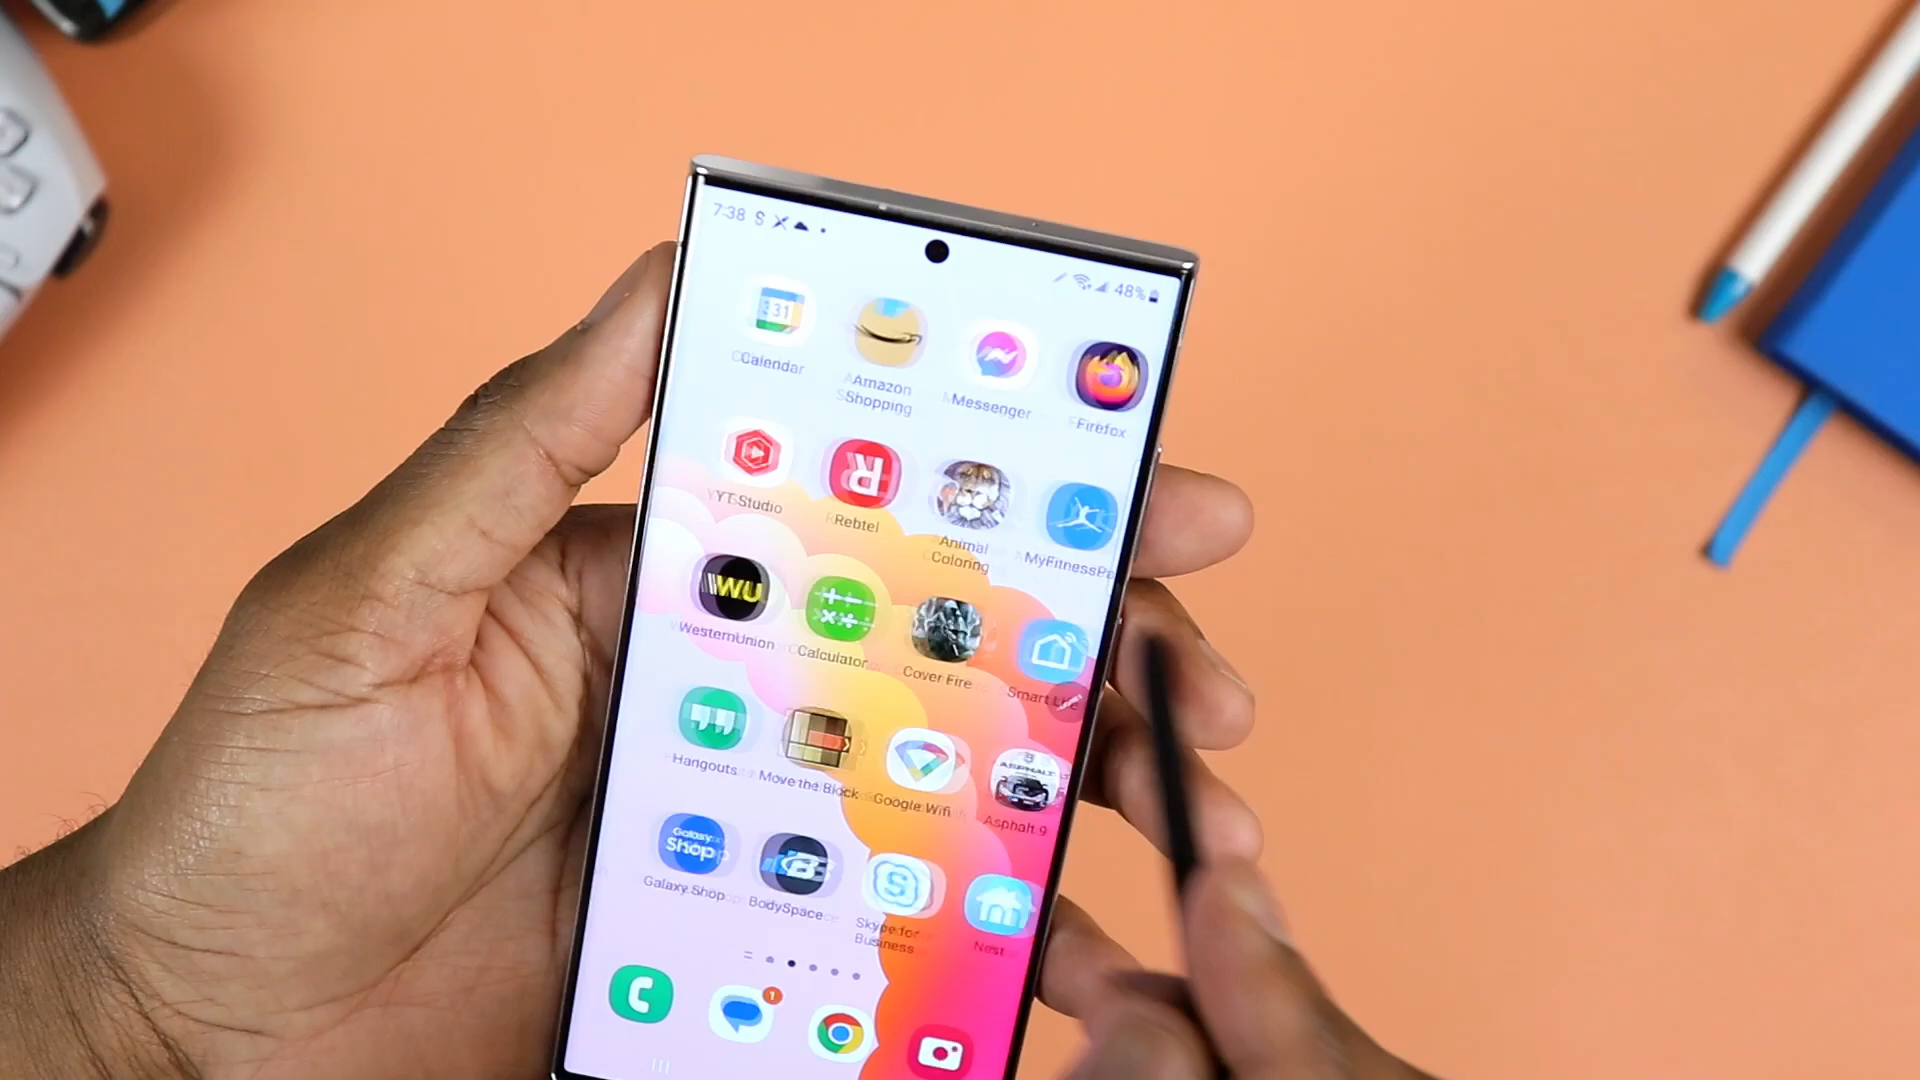 7:38
48%
31
Calendar
Amazon
Shopping
Messenger
Firefox
YT Studio
R
Rebtel
Animal
Coloring
MyFitnessPa
WU
WesternUnion
Calculator
Cover Fire
Smart Life
Hangouts
Move the Block
Google Wifi
ASPHALT
Asphalt 9
Galaxy
Shop
Galaxy Shop
B
BodySpace
S
Skype for
Business
Nest
1